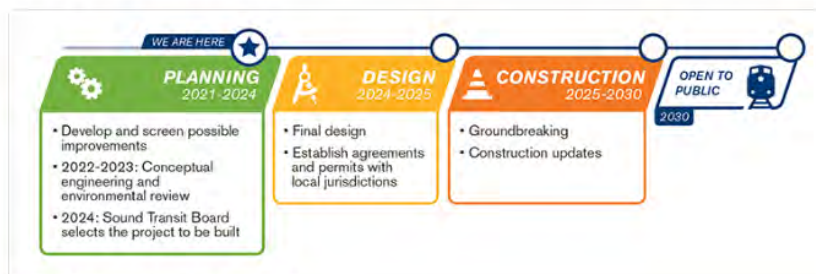 WE ARE HERE
PLANNING
2021-2024
• Develop and screen possible
improvements
• 2022-2023: Conceptual
engineering and
environmental review
• 2024: Sound Transit Board
selects the project to be built
DESIGN
2024-2025
• Final design
• Establish agreements
and permits with
local jurisdictions
CONSTRUCTION
2025-2030
• Groundbreaking
• Construction updates
OPEN TO
PUBLIC
2030